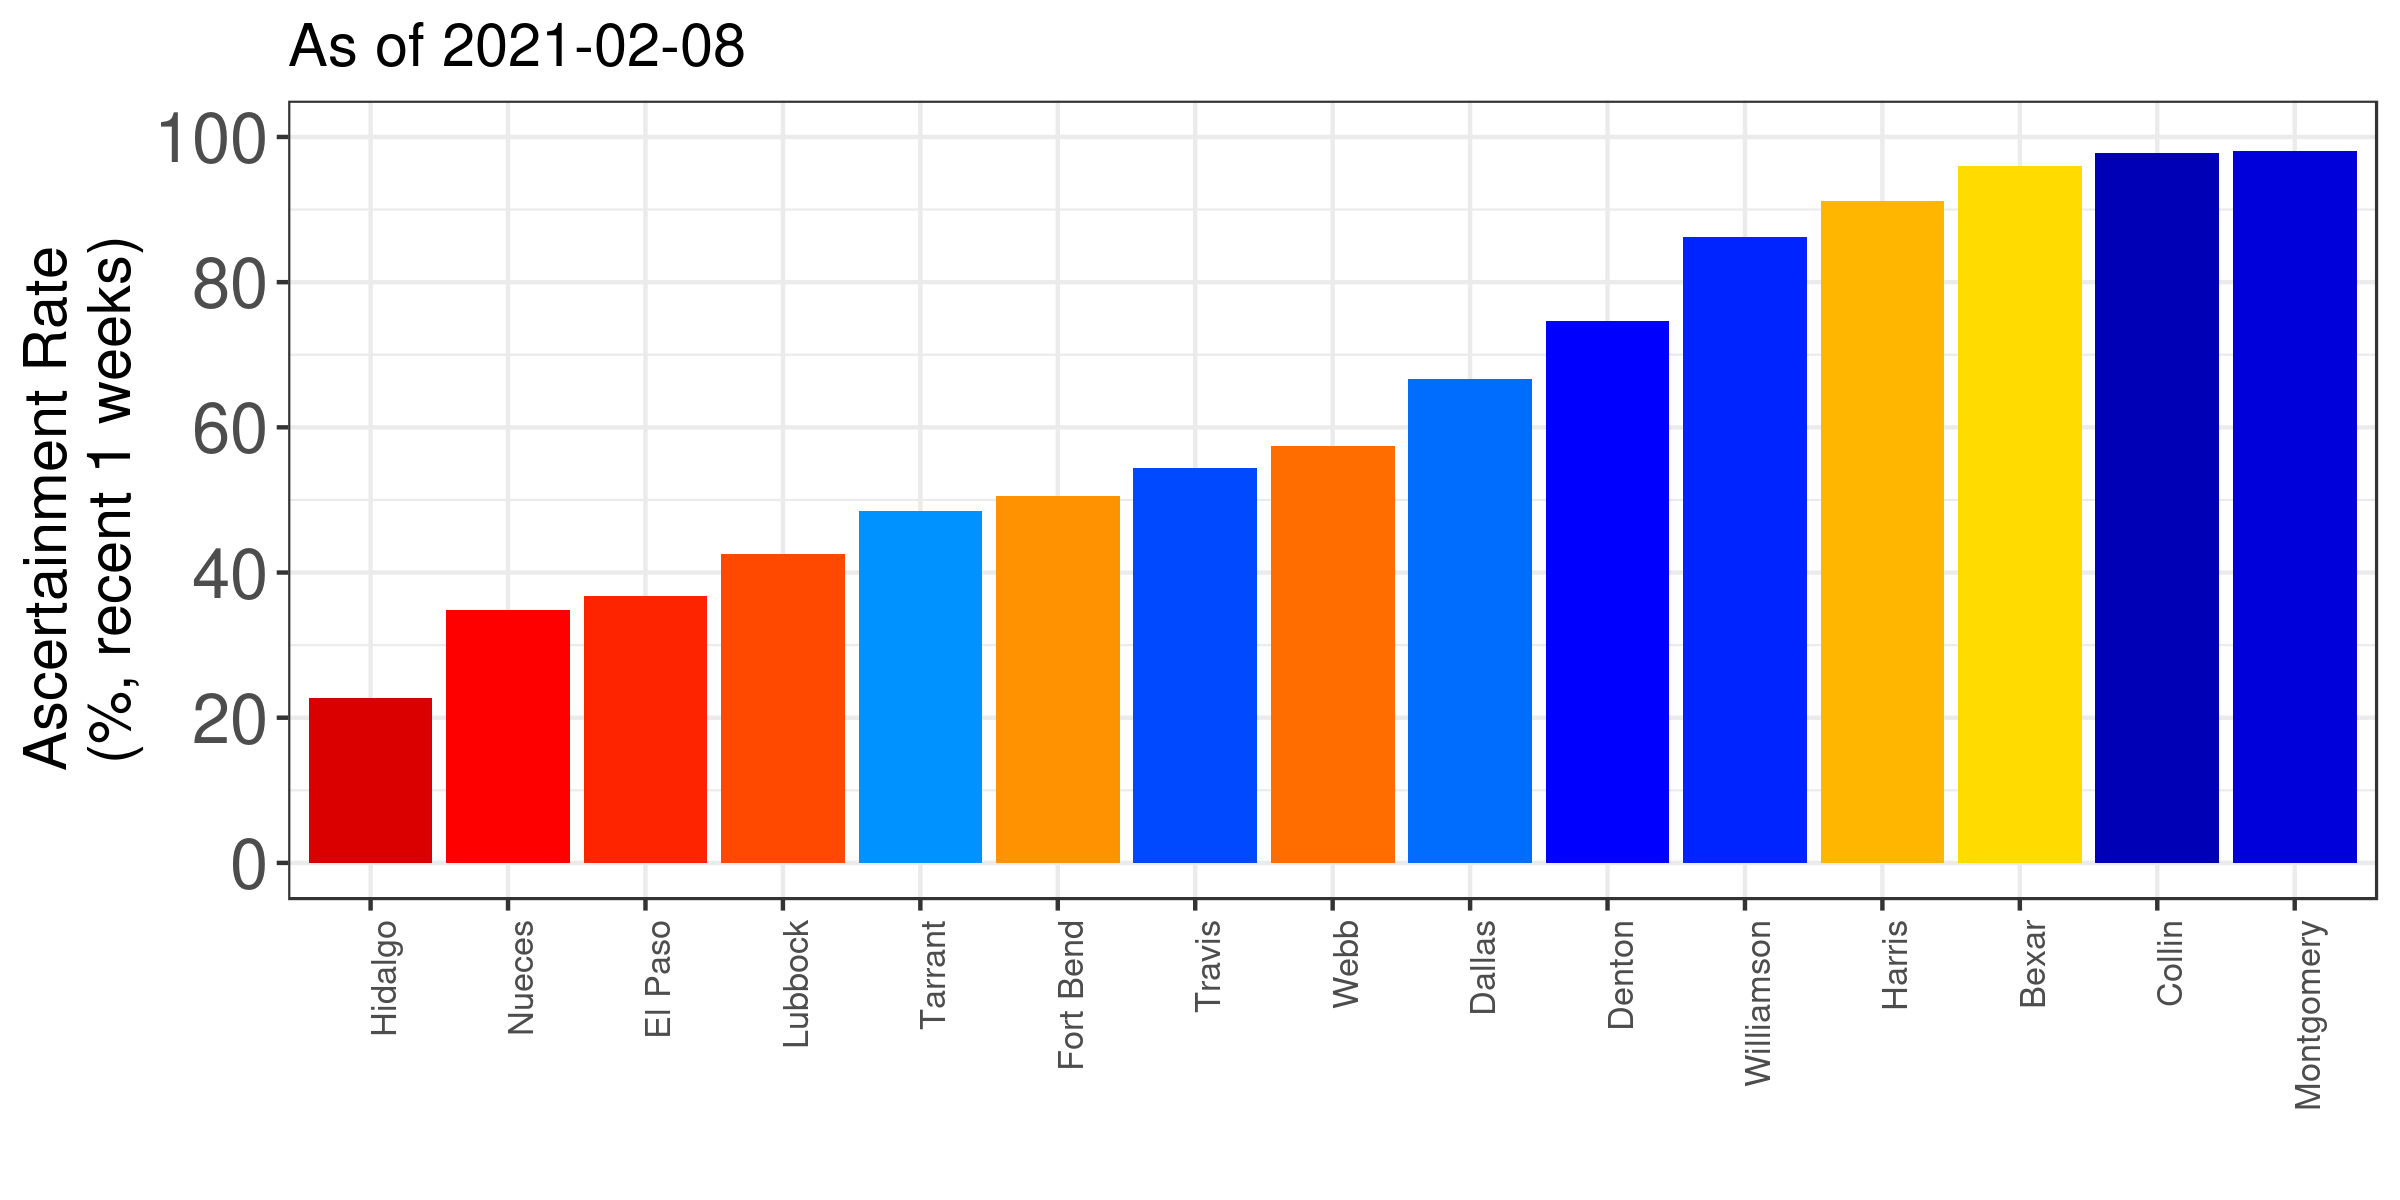 As of 2021-02-08
Ascertainment Rate
(%, recent 1 weeks)
100
80
60
40
20
0
Hidalgo
Nueces
El Paso
Lubbock
Tarrant
Fort Bend
Travis
Webb
Dallas
Denton
Williamson
Harris
Bexar
Collin
Montgomery